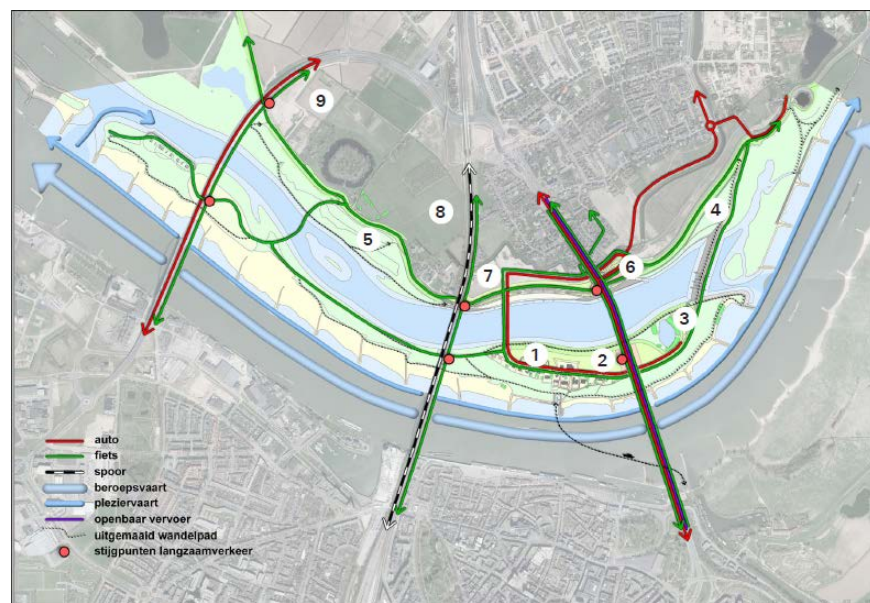 9
8
5
4
7
6
3
1
2
auto
fiets
spoor
beroepsvaart
pleziervaart
openbaar vervoer
uitgemaaid wandelpad
stijgpunten langzaamverkeer